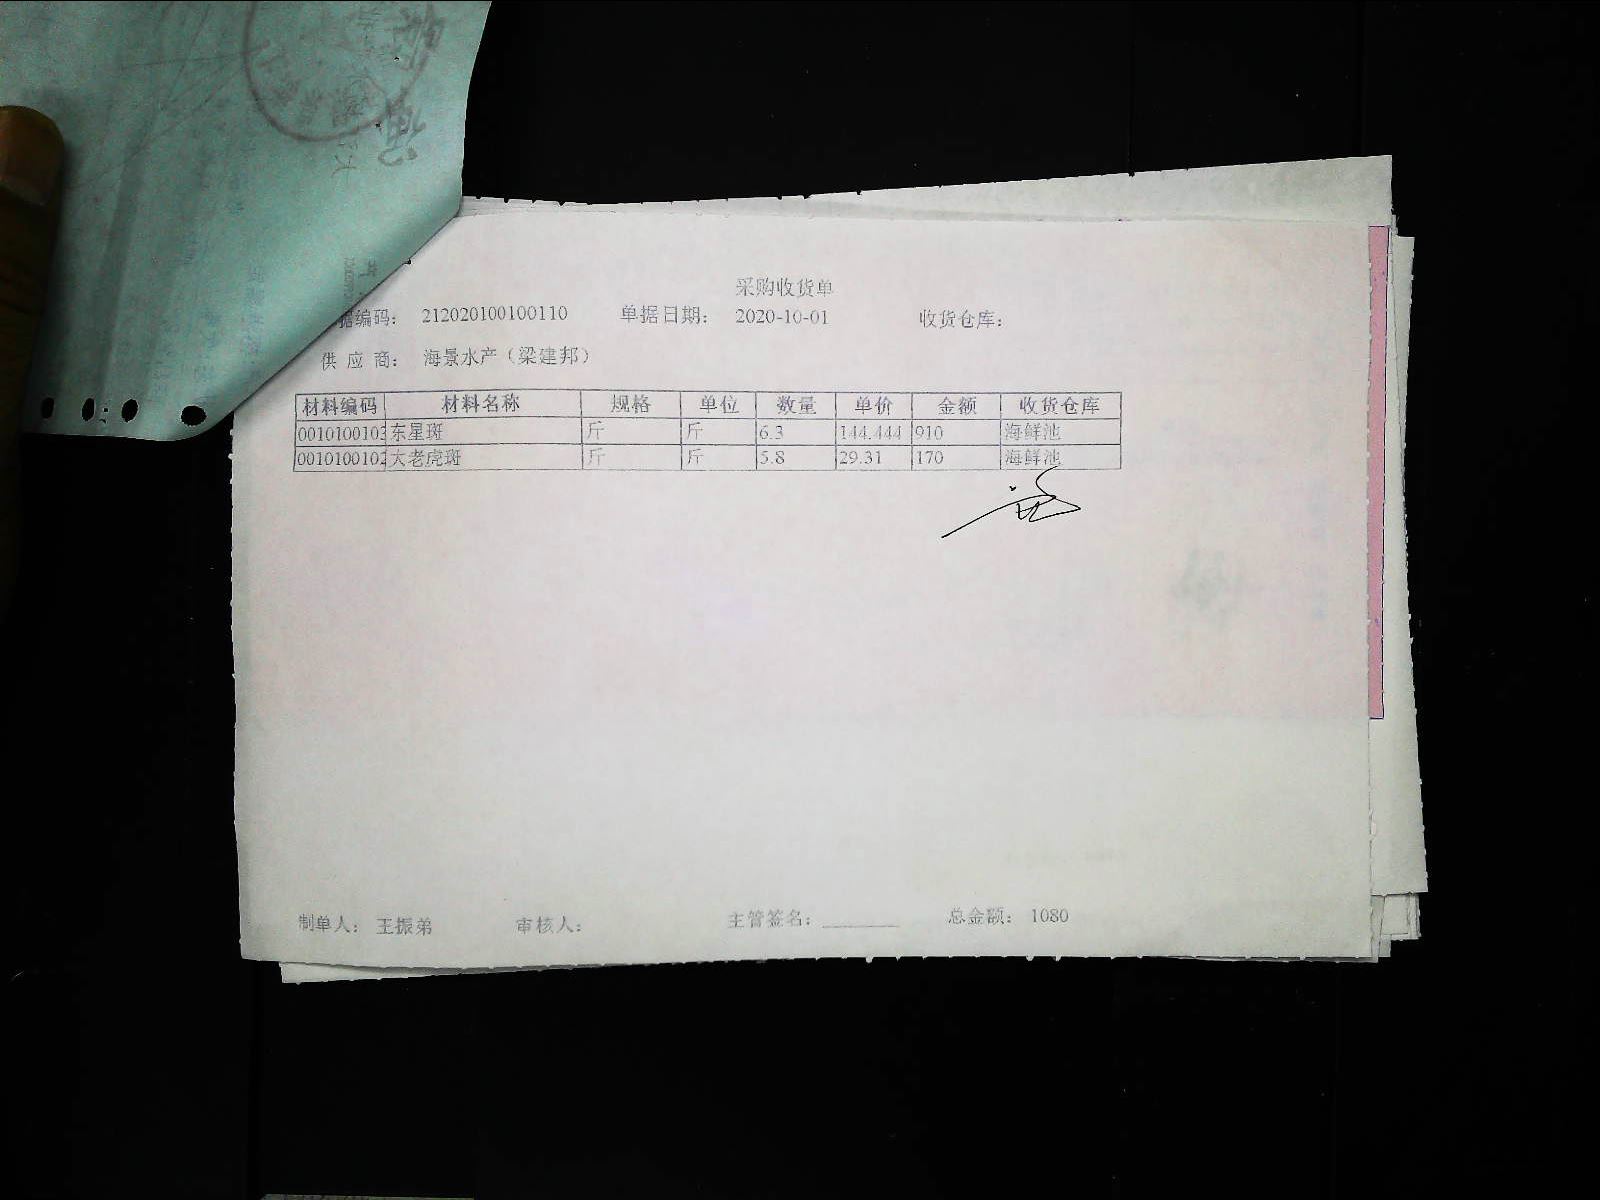 采购收货单
据编码： 212020100100110 单据日期： 2020-10-01 收货仓库：
供 应 商： 海景水产（梁建邦）
材料编码 材料名称 规格 单位 数量 单价 金额 收货仓库
0010100103 东星斑 斤 斤 6.3 144.444 910 海鲜池
0010100102 大老虎斑 斤 斤 5.8 29.31 170 海鲜池
制单人： 王振弟 审核人： 主管签名： 总金额： 1080